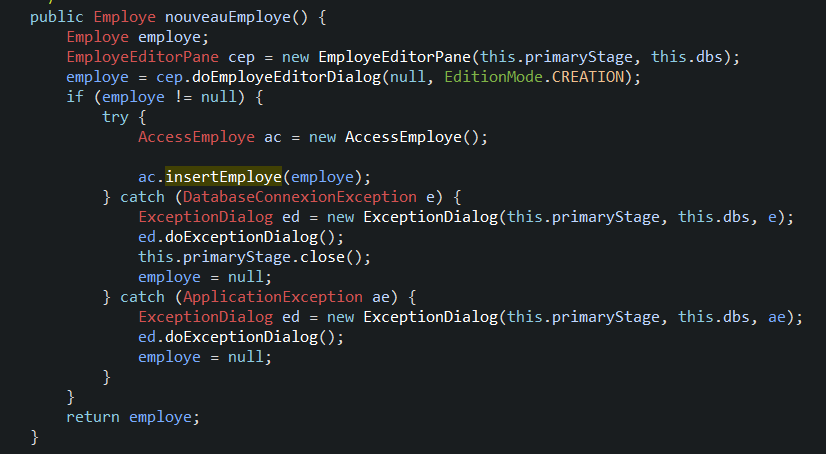 public Employe nouveauEmploye() {
Employe employe;
EmployeEditorPane cep = new EmployeEditorPane(this.primaryStage, this.dbs);
employe = cep.doEmployeEditorDialog(null, EditionMode.CREATION);
if (employe != null) {
try {
AccessEmploye ac = new AccessEmploye();
ac.insertEmploye(employe);
} catch (DatabaseConnexionException e) {
ExceptionDialog ed = new ExceptionDialog(this.primaryStage, this.dbs, e);
ed.doExceptionDialog();
this.primaryStage.close();
employe = null;
} catch (ApplicationException ae) {
ExceptionDialog ed = new ExceptionDialog(this.primaryStage, this.dbs, ae);
ed.doExceptionDialog();
employe = null;
}
}
return employe;
}